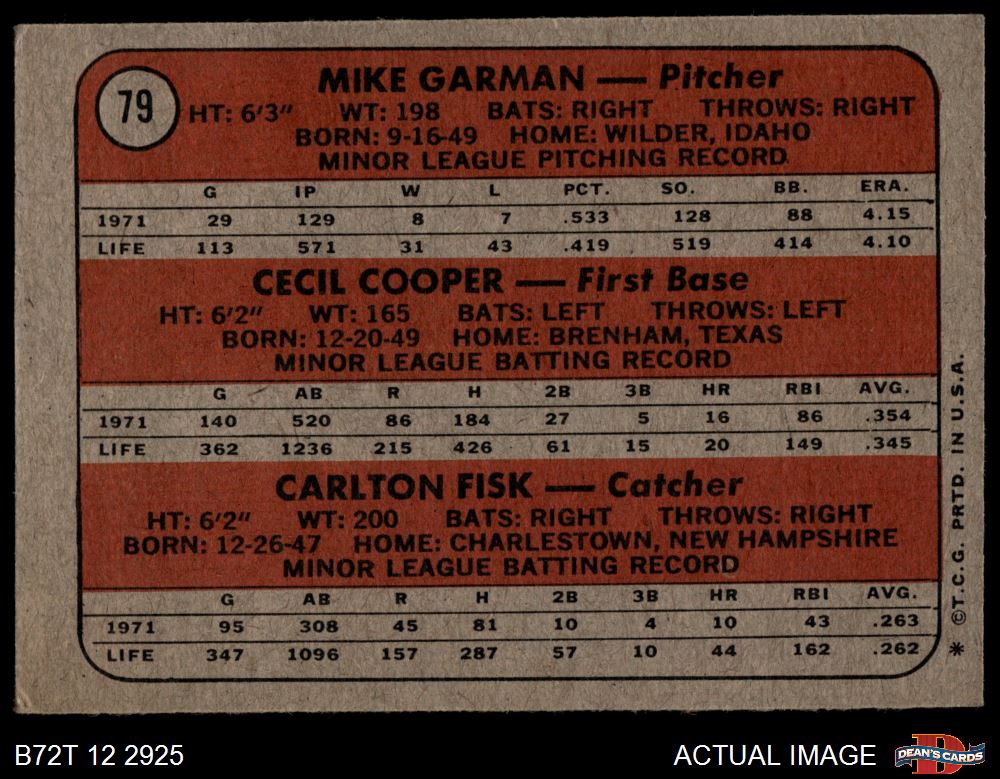 79
MIKE GARMAN — Pitcher
HT: 6'3" WT: 198 BATS: RIGHT THROWS: RIGHT
BORN: 9-16-49 HOME: WILDER, IDAHO
MINOR LEAGUE PITCHING RECORD
G IP W L PCT. SO. BB. ERA.
1971 29 129 8 7 .533 128 88 4.15
LIFE 113 571 31 43 .419 519 414 4.10
CECIL COOPER — First Base
HT: 6'2" WT: 165 BATS: LEFT THROWS: LEFT
BORN: 12-20-49 HOME: BRENHAM, TEXAS
MINOR LEAGUE BATTING RECORD
G AB R H 2B 3B HR RBI AVG.
1971 140 520 86 184 27 5 16 86 .354
LIFE 362 1236 215 426 61 15 20 149 .345
CARLTON FISK — Catcher
HT: 6'2" WT: 200 BATS: RIGHT THROWS: RIGHT
BORN: 12-26-47 HOME: CHARLESTOWN, NEW HAMPSHIRE
MINOR LEAGUE BATTING RECORD
G AB R H 2B 3B HR RBI AVG.
1971 95 308 45 81 10 4 10 43 .263
LIFE 347 1096 157 287 57 10 44 162 .262
* ©T.C.G. PRTD. IN U.S.A.
B72T 12 2925
ACTUAL IMAGE
DEAN'S CARDS